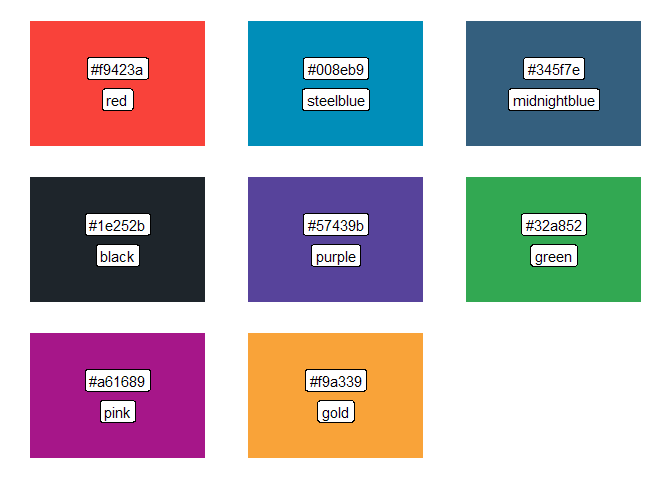 #f9423a
red
#008eb9
steelblue
#345f7e
midnightblue
#1e252b
black
#57439b
purple
#32a852
green
#a61689
pink
#f9a339
gold